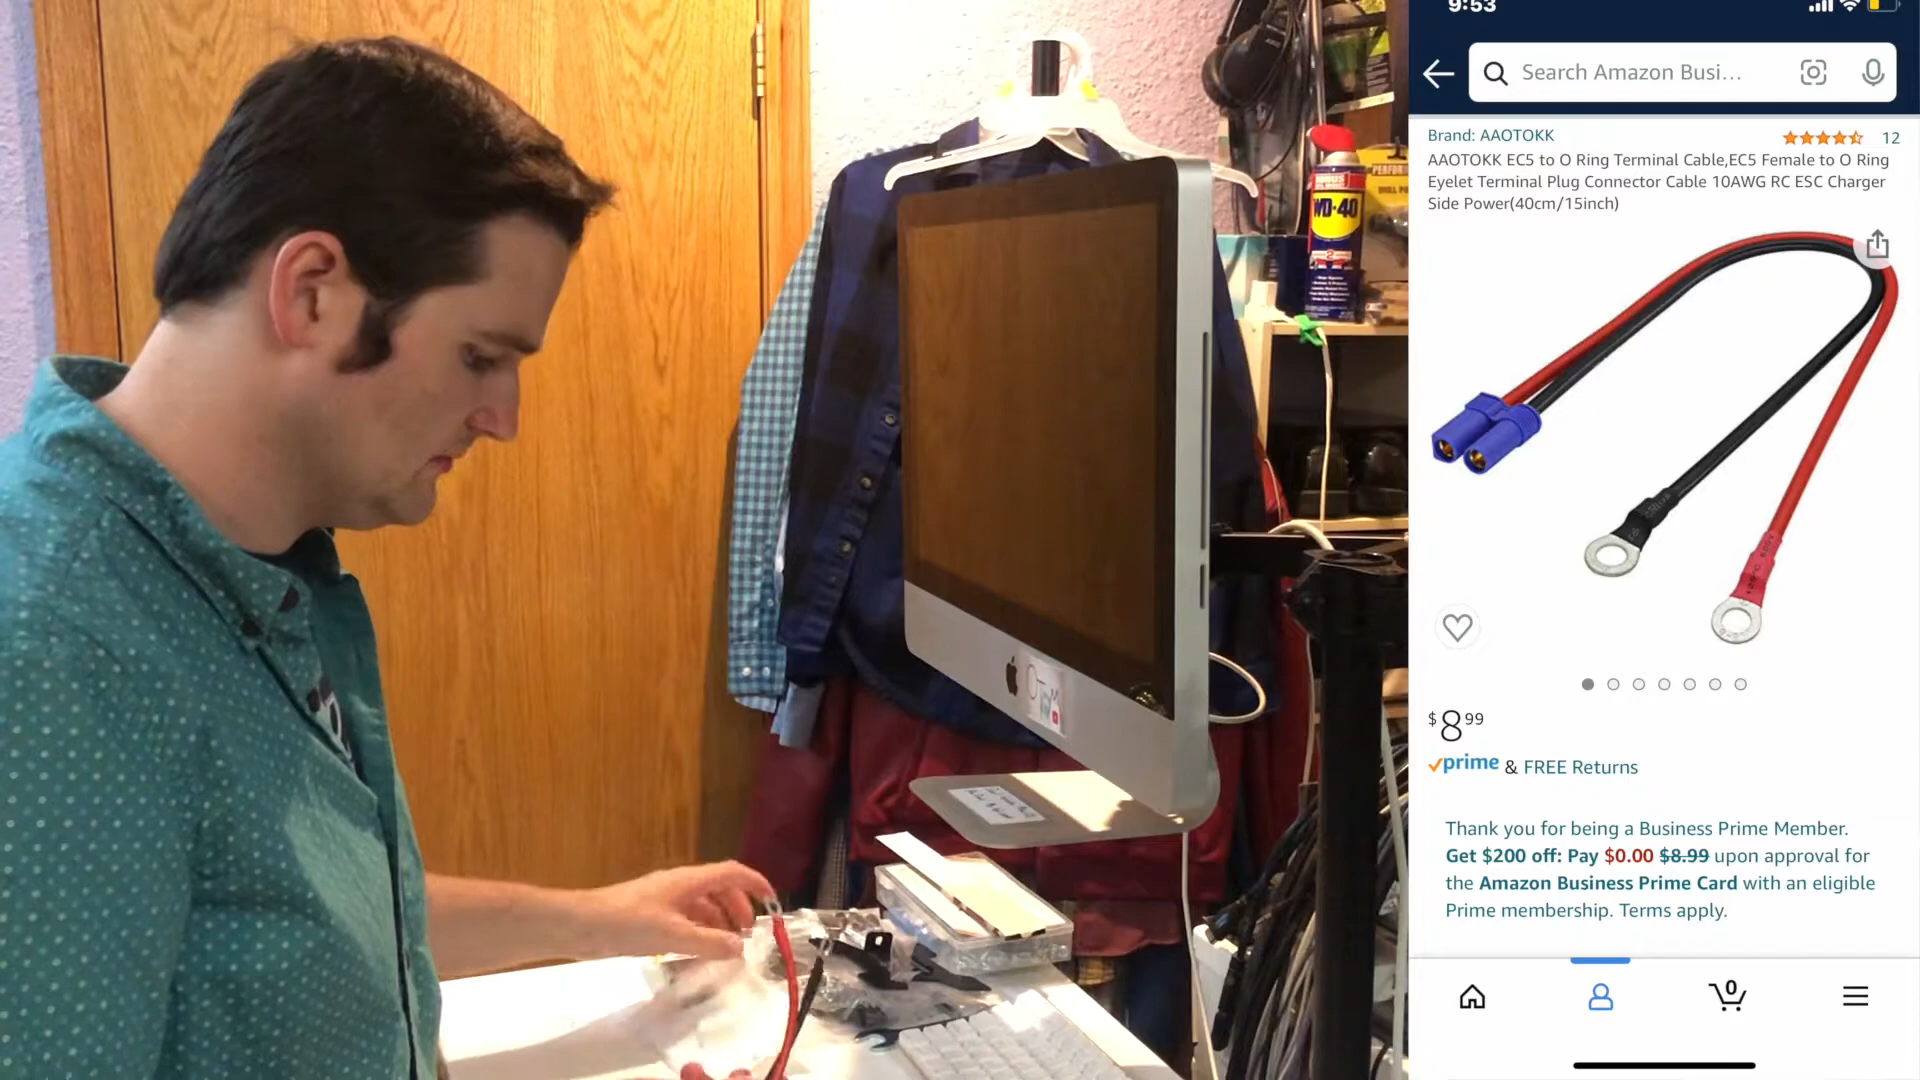 9:53
Search Amazon Busi...
Brand: AAOTOKK
12
AAOTOKK EC5 to O Ring Terminal Cable,EC5 Female to O Ring
Eyelet Terminal Plug Connector Cable 10AWG RC ESC Charger
Side Power(40cm/15inch)
$8 99
prime & FREE Returns
Thank you for being a Business Prime Member.
Get $200 off: Pay $0.00 $8.99 upon approval for
the Amazon Business Prime Card with an eligible
Prime membership. Terms apply.
0
WD-40